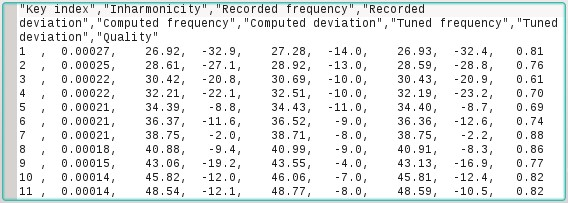 "Key index","Inharmonicity","Recorded frequency","Recorded
deviation","Computed frequency","Computed deviation","Tuned frequency","Tuned
deviation","Quality"
1 , 0.00027, 26.92, -32.9, 27.28, -14.0, 26.93, -32.4, 0.81
2 , 0.00025, 28.61, -27.1, 28.92, -13.0, 28.59, -28.8, 0.76
3 , 0.00022, 30.42, -20.8, 30.69, -10.0, 30.43, -20.9, 0.61
4 , 0.00022, 32.21, -22.1, 32.51, -10.0, 32.19, -23.2, 0.70
5 , 0.00021, 34.39, -8.8, 34.43, -11.0, 34.40, -8.7, 0.69
6 , 0.00021, 36.37, -11.6, 36.52, -9.0, 36.36, -12.6, 0.74
7 , 0.00021, 38.75, -2.0, 38.71, -8.0, 38.75, -2.2, 0.88
8 , 0.00018, 40.88, -9.4, 40.99, -9.0, 40.91, -8.3, 0.86
9 , 0.00015, 43.06, -19.2, 43.55, -4.0, 43.13, -16.9, 0.77
10 , 0.00014, 45.82, -12.0, 46.06, -7.0, 45.81, -12.4, 0.82
11 , 0.00014, 48.54, -12.1, 48.77, -8.0, 48.59, -10.5, 0.82